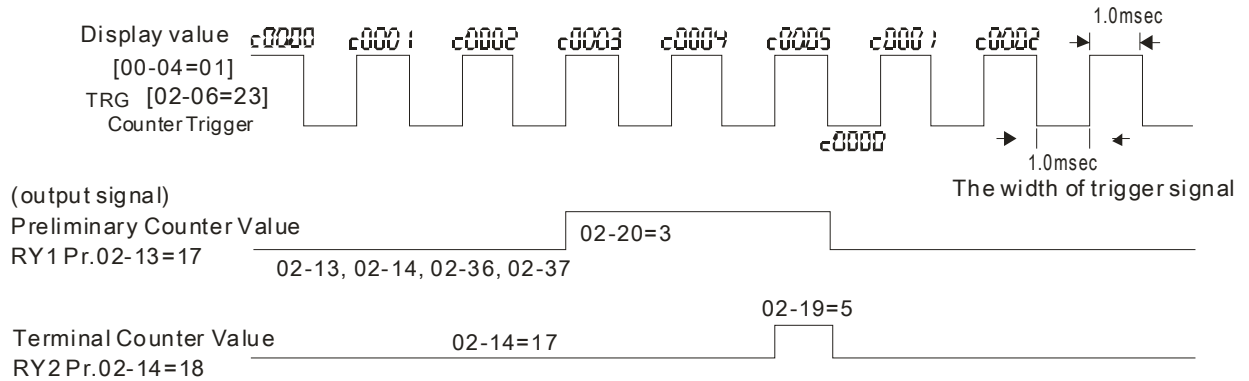 1.0msec
Display value c0000 c0001 c0002 c0003 c0004 c0005 c0001 c0002
[00-04=01]
TRG [02-06=23]
Counter Trigger
c0000
1.0msec
The width of trigger signal
(output signal)
Preliminary Counter Value
02-20=3
RY1 Pr.02-13=17
02-13, 02-14, 02-36, 02-37
02-19=5
Terminal Counter Value
02-14=17
RY2 Pr.02-14=18